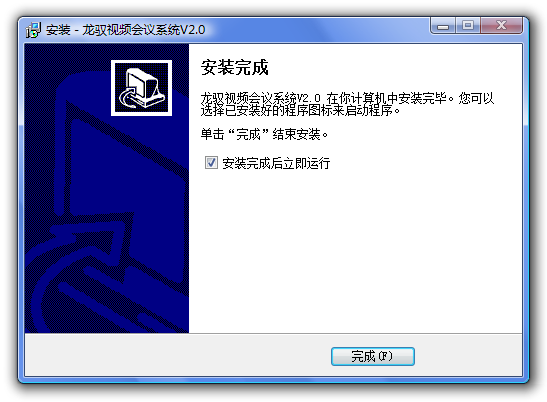 安装 - 龙驭视频会议系统V2.0
安装完成
龙驭视频会议系统V2.0 在你计算机中安装完毕。您可以
选择已安装好的程序图标来启动程序。
单击“完成”结束安装。
安装完成后立即运行
完成(F)